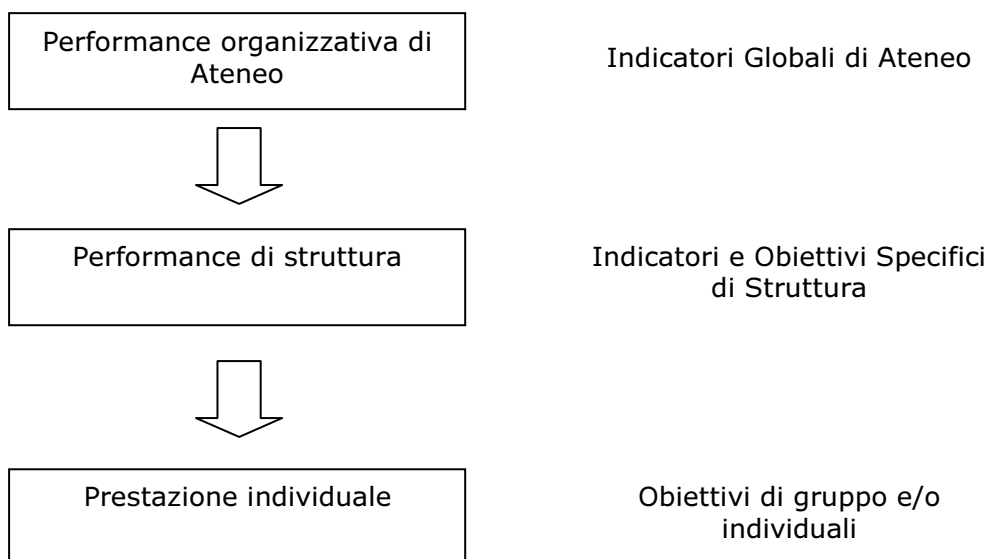 Performance organizzativa di
Ateneo
Indicatori Globali di Ateneo
Performance di struttura
Indicatori e Obiettivi Specifici
di Struttura
Prestazione individuale
Obiettivi di gruppo e/o
individuali